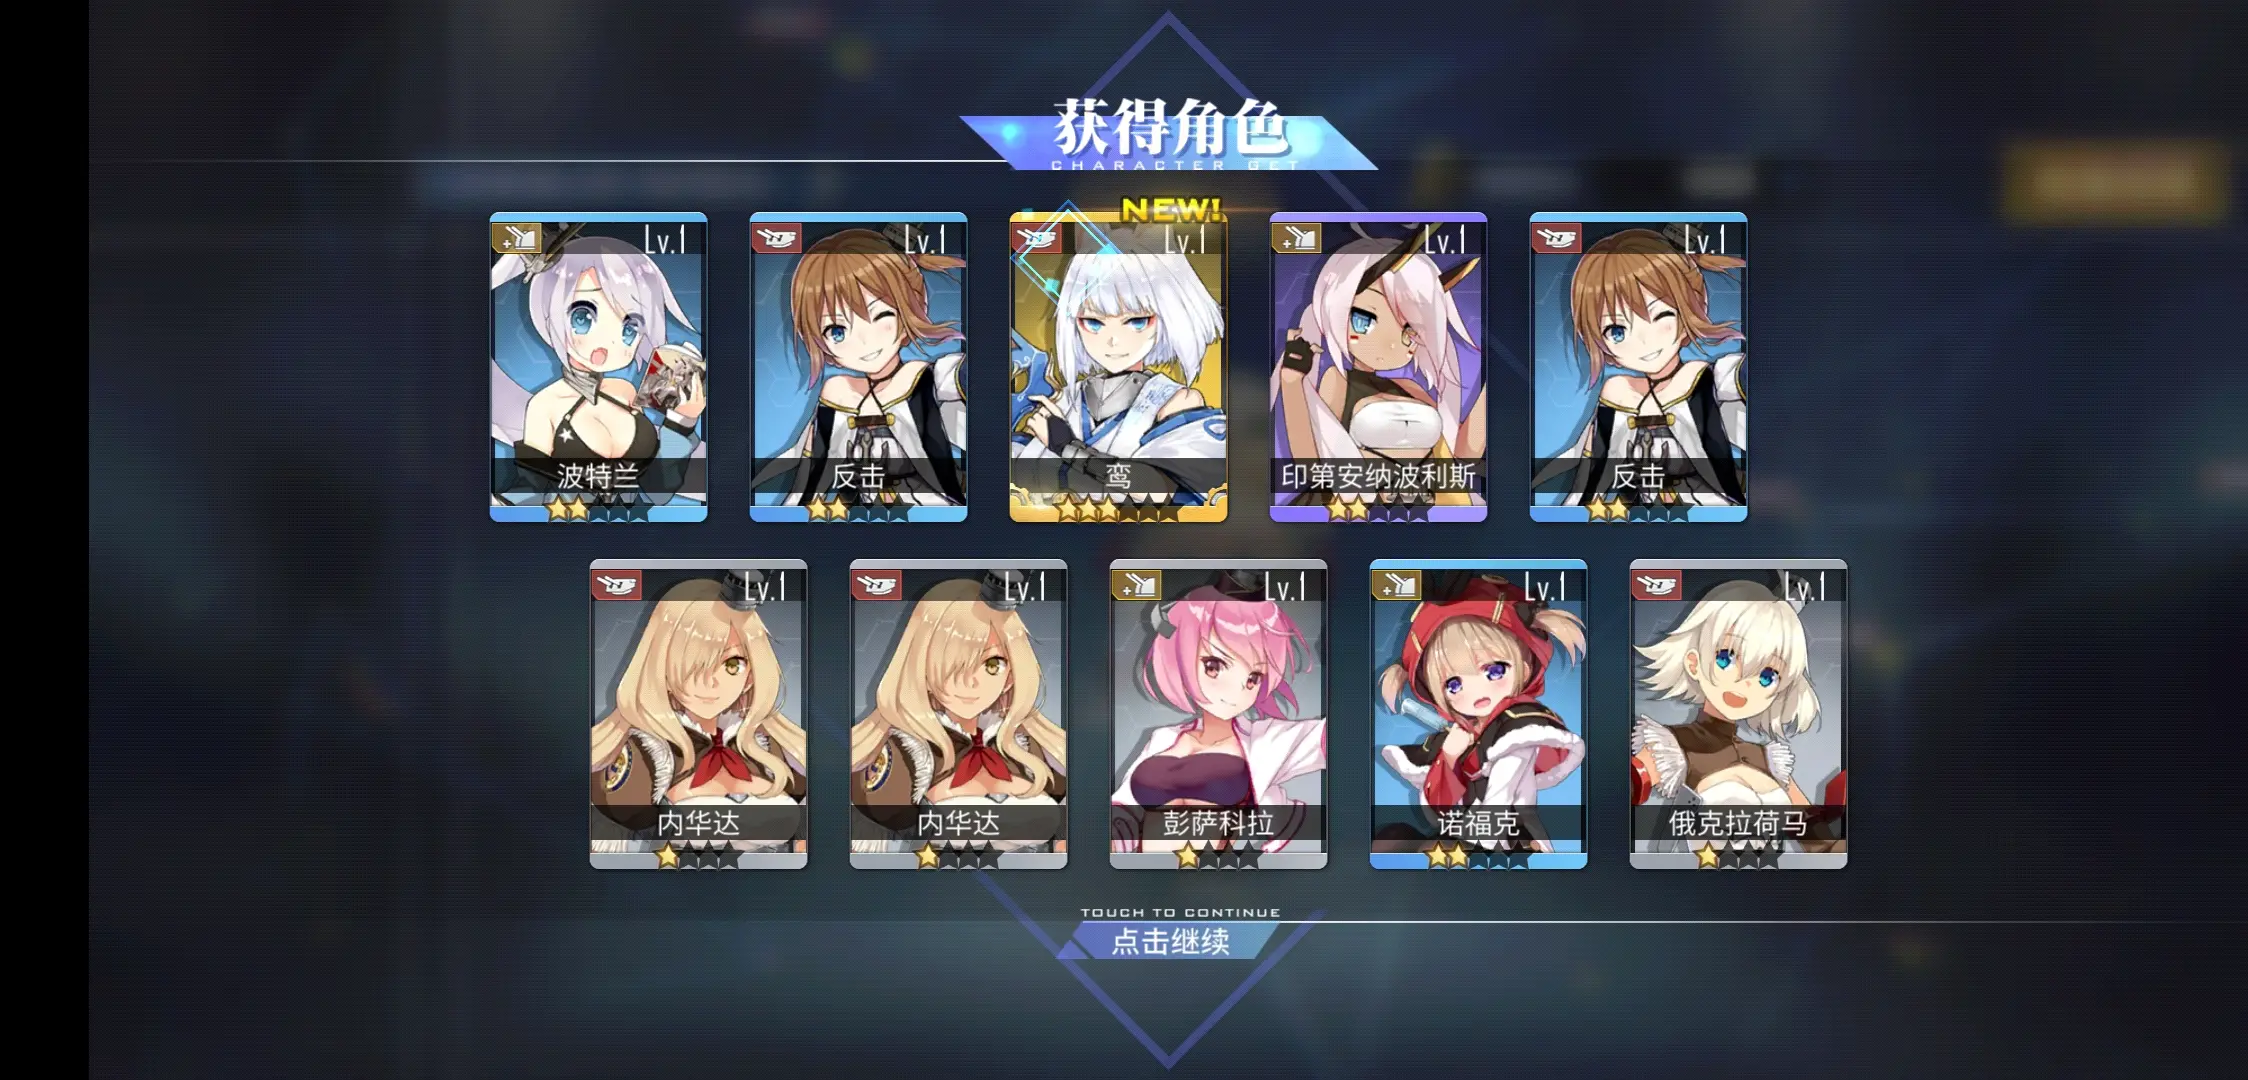 获得角色
CHARACTER GET
NEW!
Lv.1
Lv.1
Lv.1
Lv.1
Lv.1
波特兰
反击
鸾
印第安纳波利斯
反击
Lv.1
Lv.1
Lv.1
Lv.1
Lv.1
内华达
内华达
彭萨科拉
诺福克
俄克拉荷马
TOUCH TO CONTINUE
点击继续